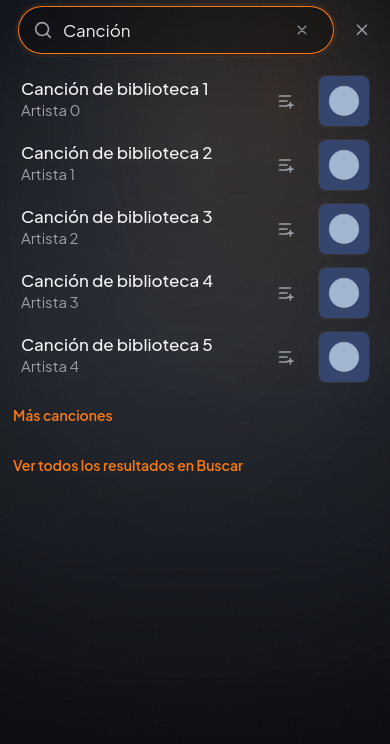 Canción
Canción de biblioteca 1
Artista 0
Canción de biblioteca 2
Artista 1
Canción de biblioteca 3
Artista 2
Canción de biblioteca 4
Artista 3
Canción de biblioteca 5
Artista 4
Más canciones
Ver todos los resultados en Buscar